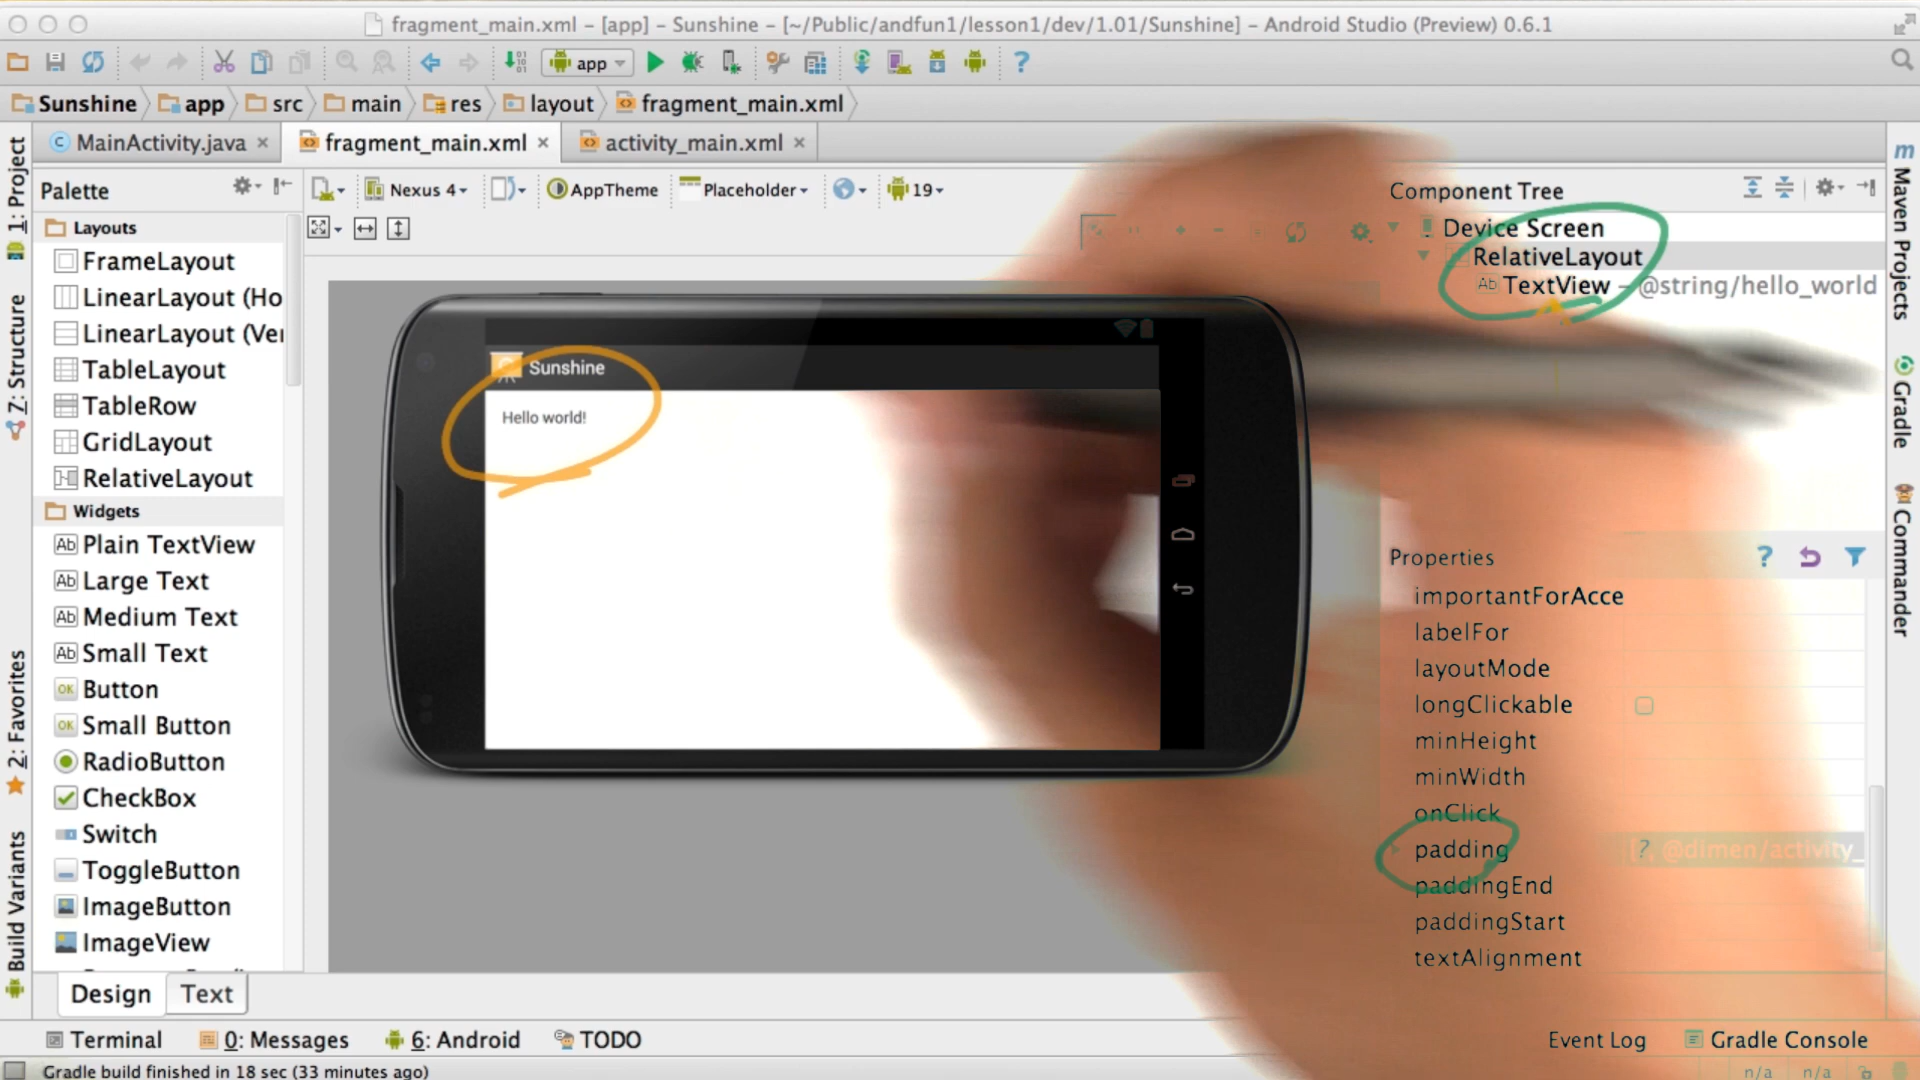 fragment_main.xml – [app] – Sunshine – [~/Public/andfun1/lesson1/dev/1.01/Sunshine] – Android Studio (Preview) 0.6.1
app
?
Sunshine app src main res layout fragment_main.xml
MainActivity.java fragment_main.xml activity_main.xml
1: Project
7: Structure
2: Favorites
Build Variants
Palette
Layouts
FrameLayout
LinearLayout (Ho
LinearLayout (Ver
TableLayout
TableRow
GridLayout
RelativeLayout
Widgets
Plain TextView
Large Text
Medium Text
Small Text
Button
Small Button
RadioButton
CheckBox
Switch
ToggleButton
ImageButton
ImageView
Nexus 4 AppTheme Placeholder 19
Sunshine
Hello world!
Component Tree
Device Screen
RelativeLayout
Ab TextView – @string/hello_world
Properties
importantForAcce
labelFor
layoutMode
longClickable
minHeight
minWidth
onClick
padding [?, @dimen/activity_
paddingEnd
paddingStart
textAlignment
Maven Projects
Gradle
Commander
Design Text
Terminal 0: Messages 6: Android TODO Event Log Gradle Console
Gradle build finished in 18 sec (33 minutes ago) n/a n/a